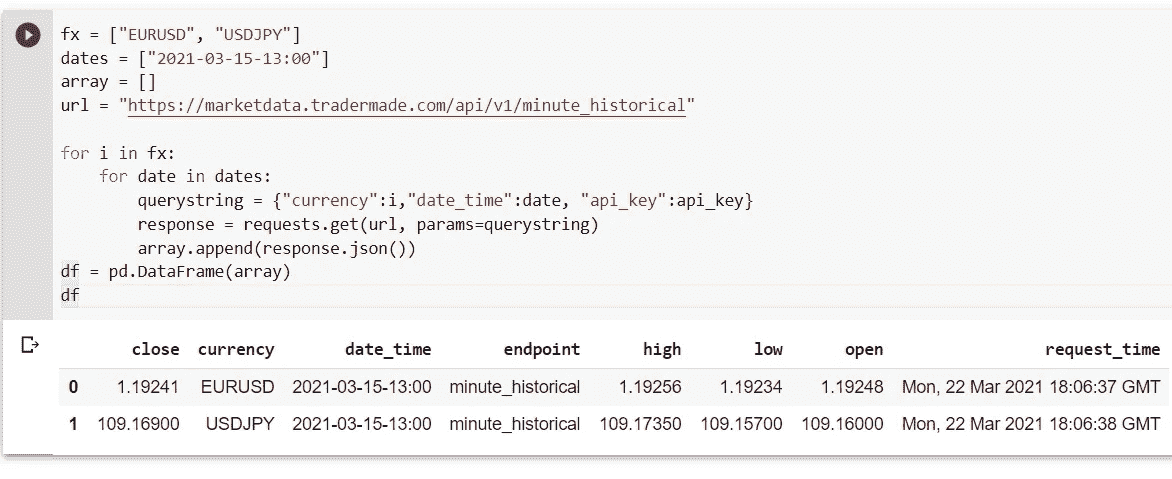 fx = ["EURUSD", "USDJPY"]
dates = ["2021-03-15-13:00"]
array = []
url = "https://marketdata.tradermade.com/api/v1/minute_historical"
for i in fx:
    for date in dates:
        querystring = {"currency":i,"date_time":date, "api_key":api_key}
        response = requests.get(url, params=querystring)
        array.append(response.json())
df = pd.DataFrame(array)
df
close currency date_time endpoint high low open request_time
0 1.19241 EURUSD 2021-03-15-13:00 minute_historical 1.19256 1.19234 1.19248 Mon, 22 Mar 2021 18:06:37 GMT
1 109.16900 USDJPY 2021-03-15-13:00 minute_historical 109.17350 109.15700 109.16000 Mon, 22 Mar 2021 18:06:38 GMT